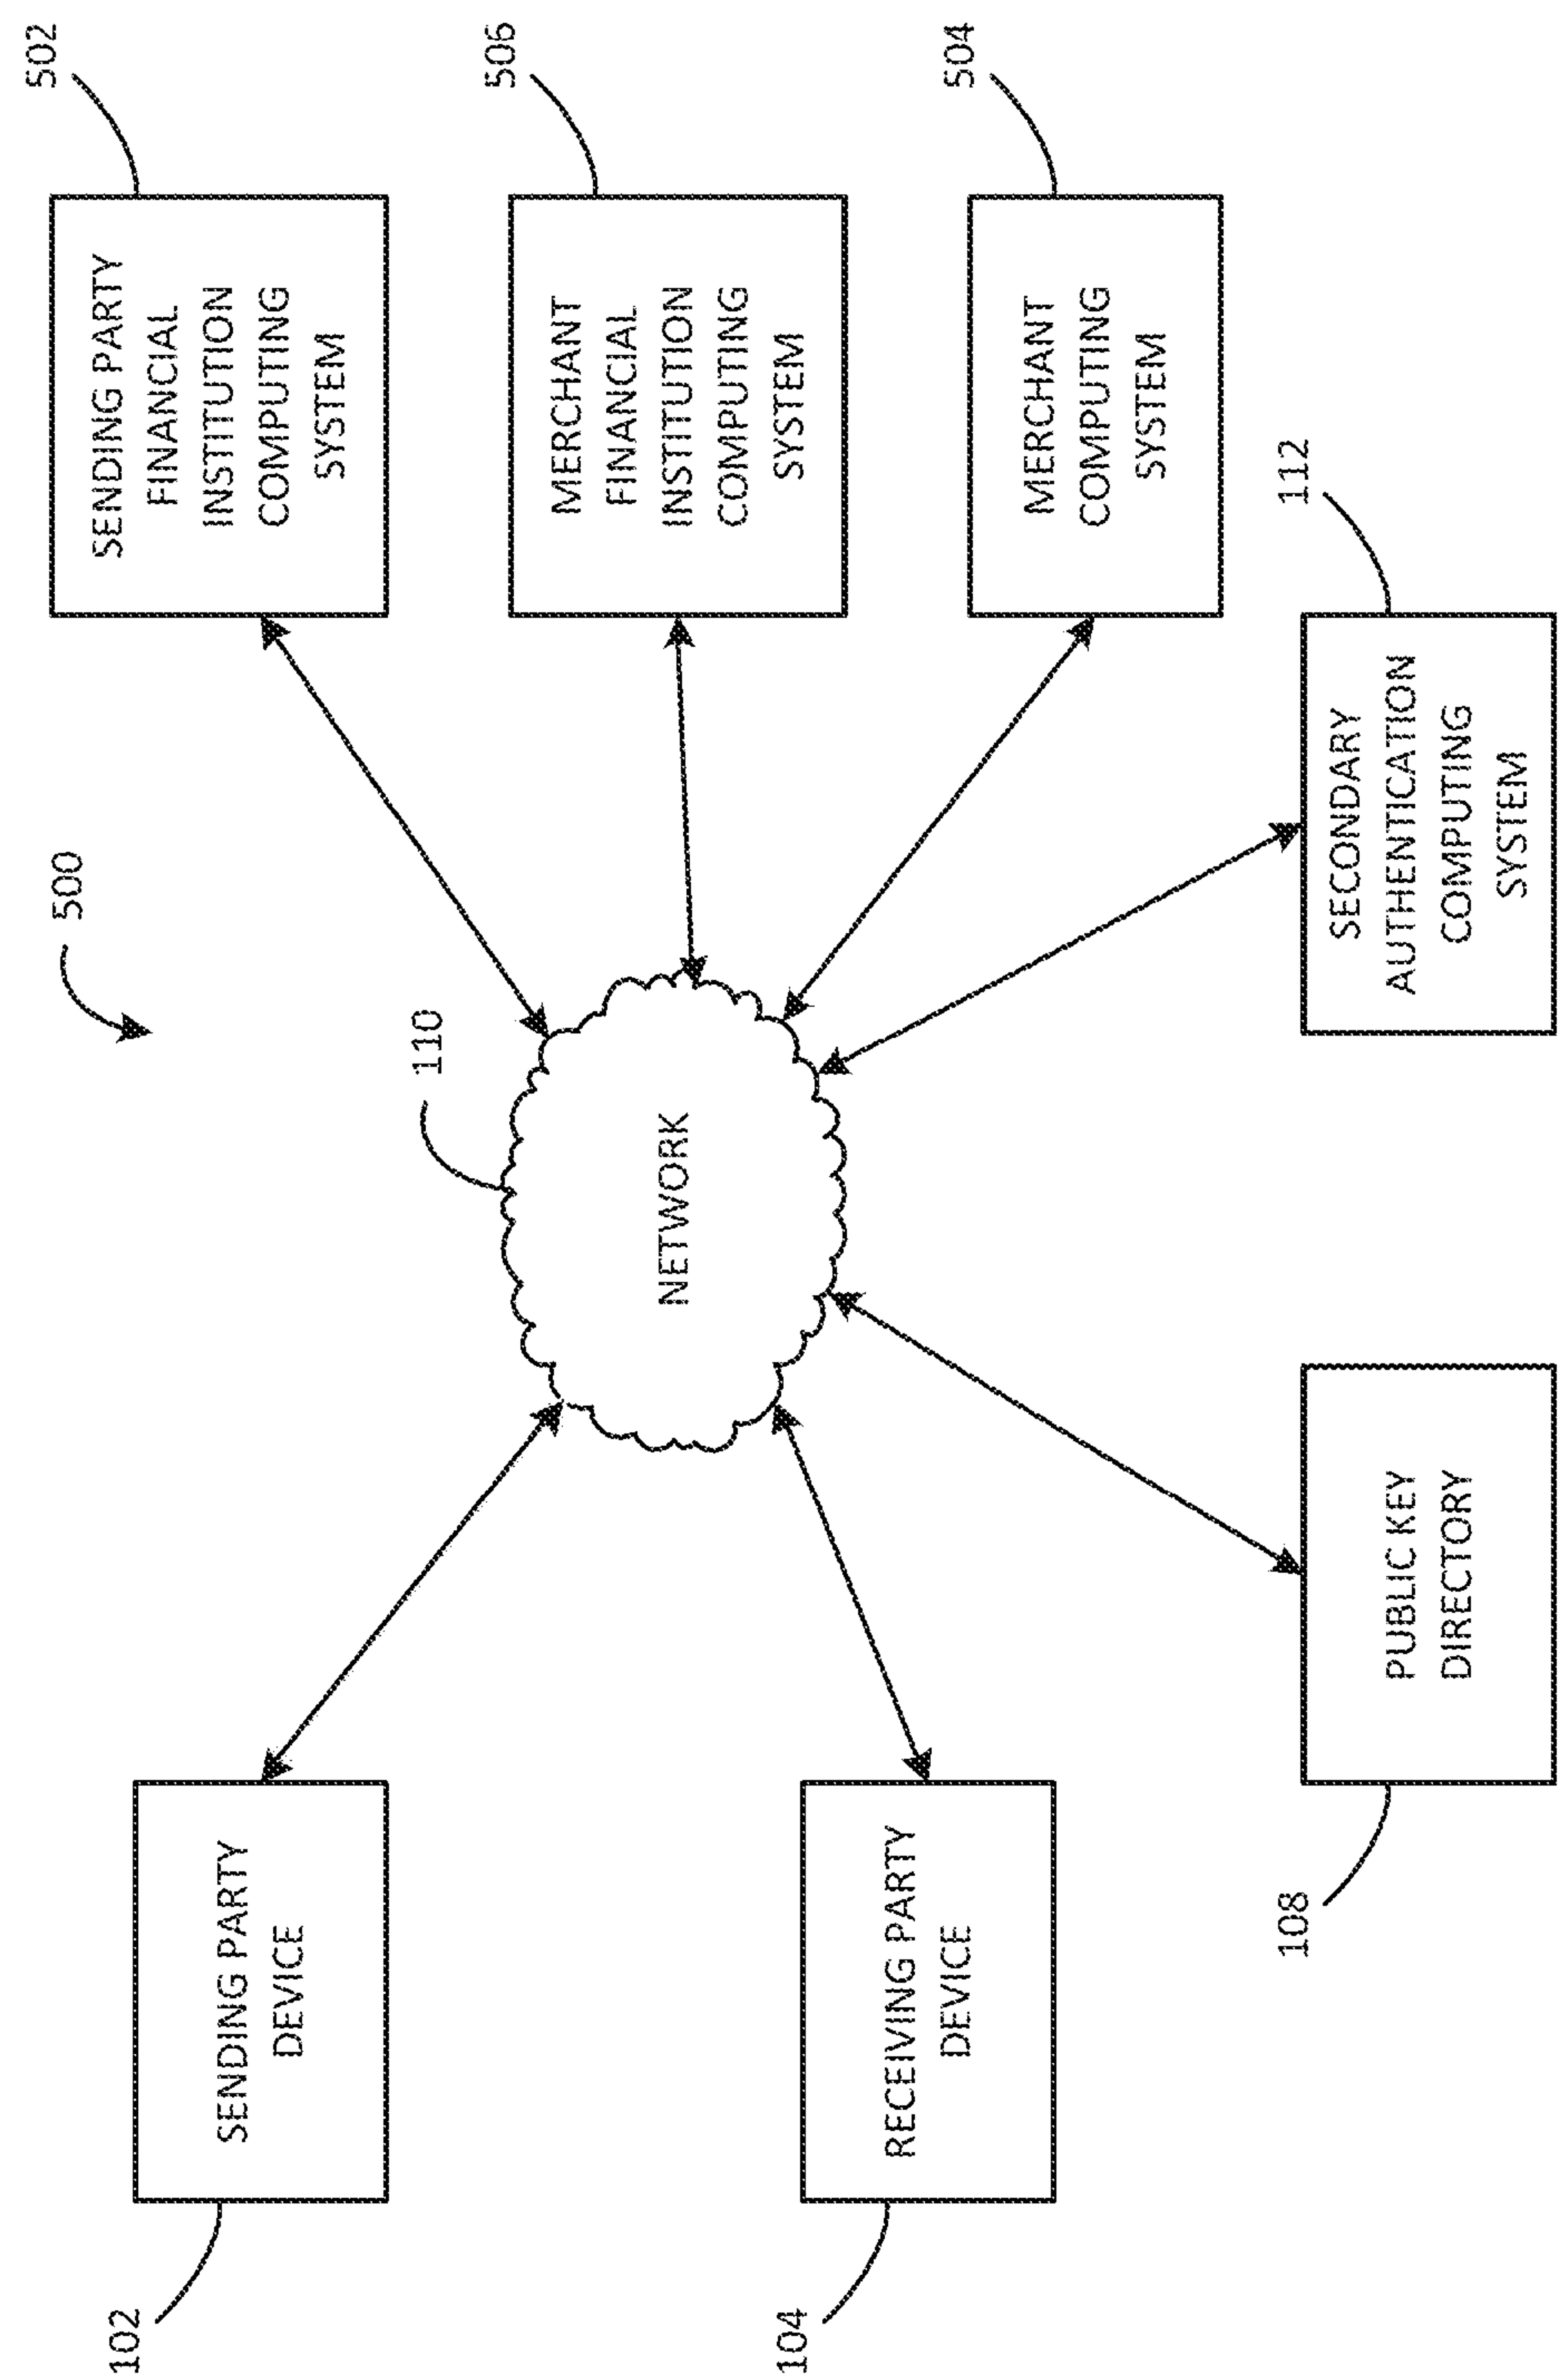 500
502
SENDING PARTY
FINANCIAL
INSTITUTION
COMPUTING
SYSTEM
102
SENDING PARTY
DEVICE
110
NETWORK
506
MERCHANT
FINANCIAL
INSTITUTION
COMPUTING
SYSTEM
104
RECEIVING PARTY
DEVICE
504
MERCHANT
COMPUTING
SYSTEM
108
PUBLIC KEY
DIRECTORY
112
SECONDARY
AUTHENTICATION
COMPUTING
SYSTEM